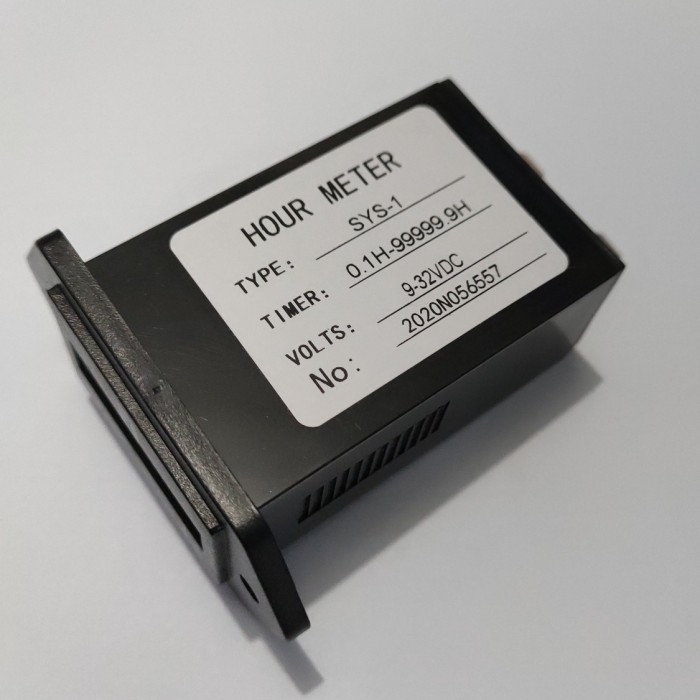 HOUR METER
TYPE: SYS-1
TIMER: 0.1H-99999.9H
VOLTS: 9-32VDC
No: 2020N056557